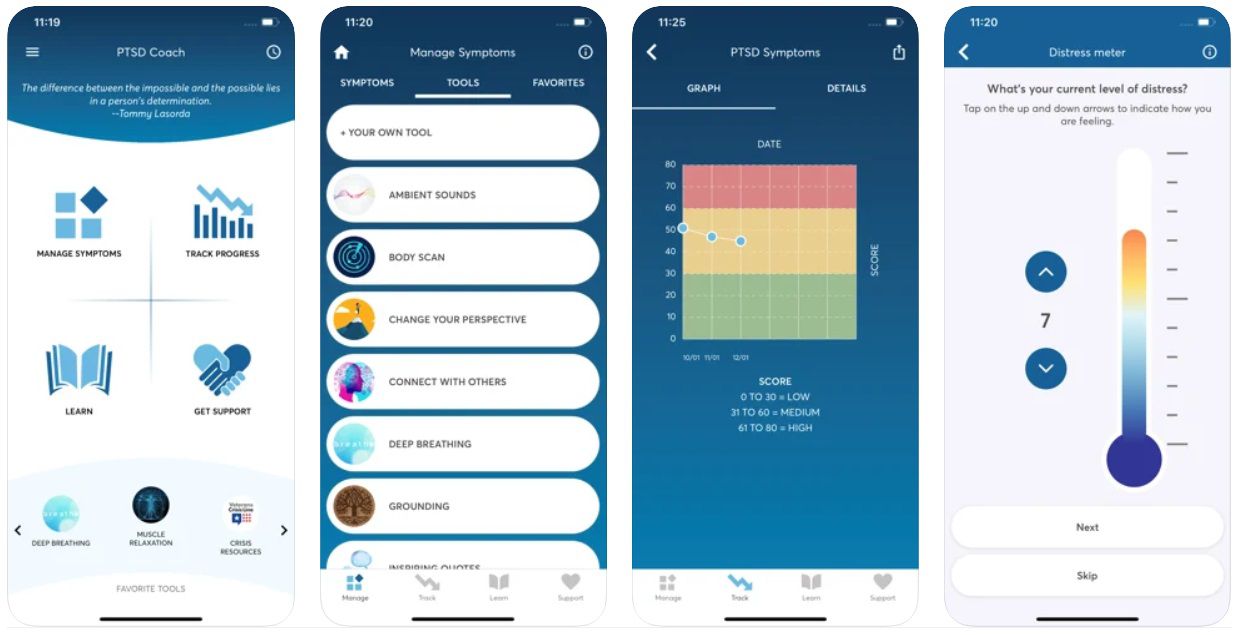 11:19
PTSD Coach
The difference between the impossible and the possible lies
in a person's determination.
--Tommy Lasorda
MANAGE SYMPTOMS
TRACK PROGRESS
LEARN
GET SUPPORT
breathe
DEEP BREATHING
MUSCLE
RELAXATION
Veterans
Crisis Line
CRISIS
RESOURCES
FAVORITE TOOLS
11:20
Manage Symptoms
SYMPTOMS
TOOLS
FAVORITES
+ YOUR OWN TOOL
AMBIENT SOUNDS
BODY SCAN
CHANGE YOUR PERSPECTIVE
CONNECT WITH OTHERS
breathe
DEEP BREATHING
GROUNDING
INSPIRING QUOTES
Manage
Track
Learn
Support
11:25
PTSD Symptoms
GRAPH
DETAILS
DATE
80
70
60
50
40
30
20
10
0
SCORE
10/01 11/01 12/01
SCORE
0 TO 30 = LOW
31 TO 60 = MEDIUM
61 TO 80 = HIGH
Manage
Track
Learn
Support
11:20
Distress meter
What's your current level of distress?
Tap on the up and down arrows to indicate how you
are feeling.
7
Next
Skip